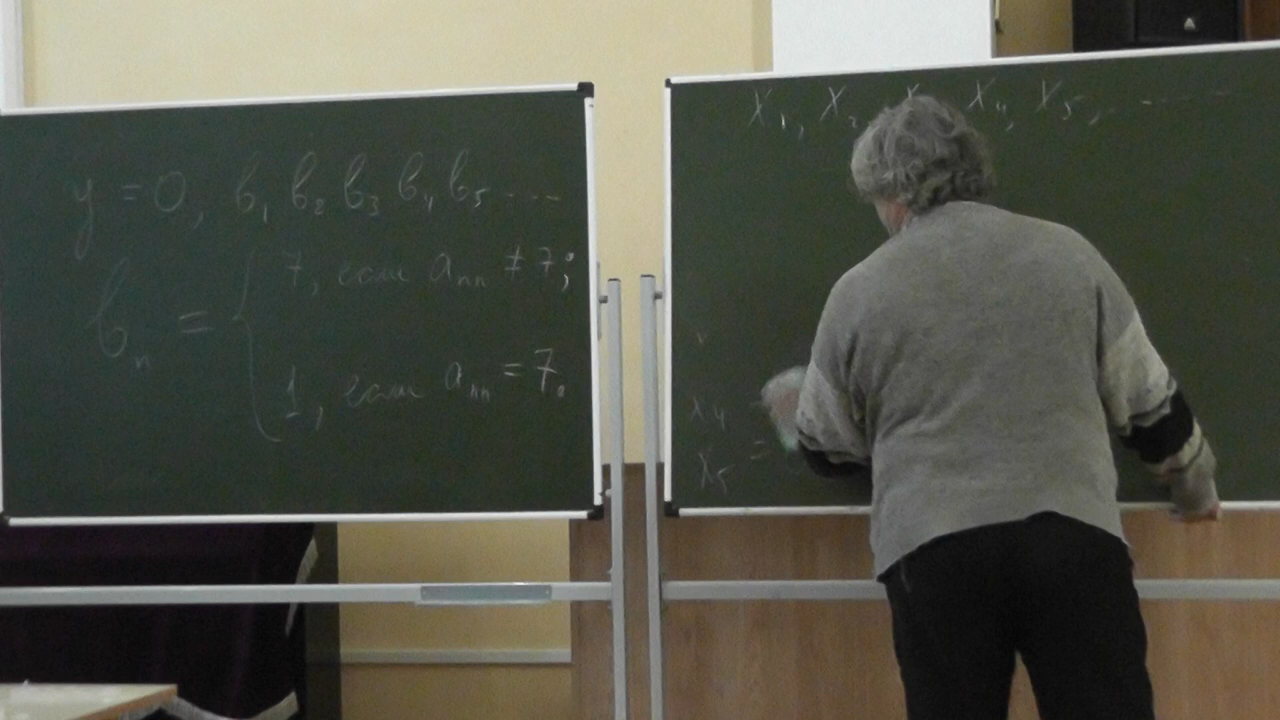 y = 0, b₁ b₂ b₃ b₄ b₅ ...
bₙ = { 7, если aₙₙ ≠ 7;
1, если aₙₙ = 7.
X₁, X₂ X₄, X₅, ...
X₄
X₅ =